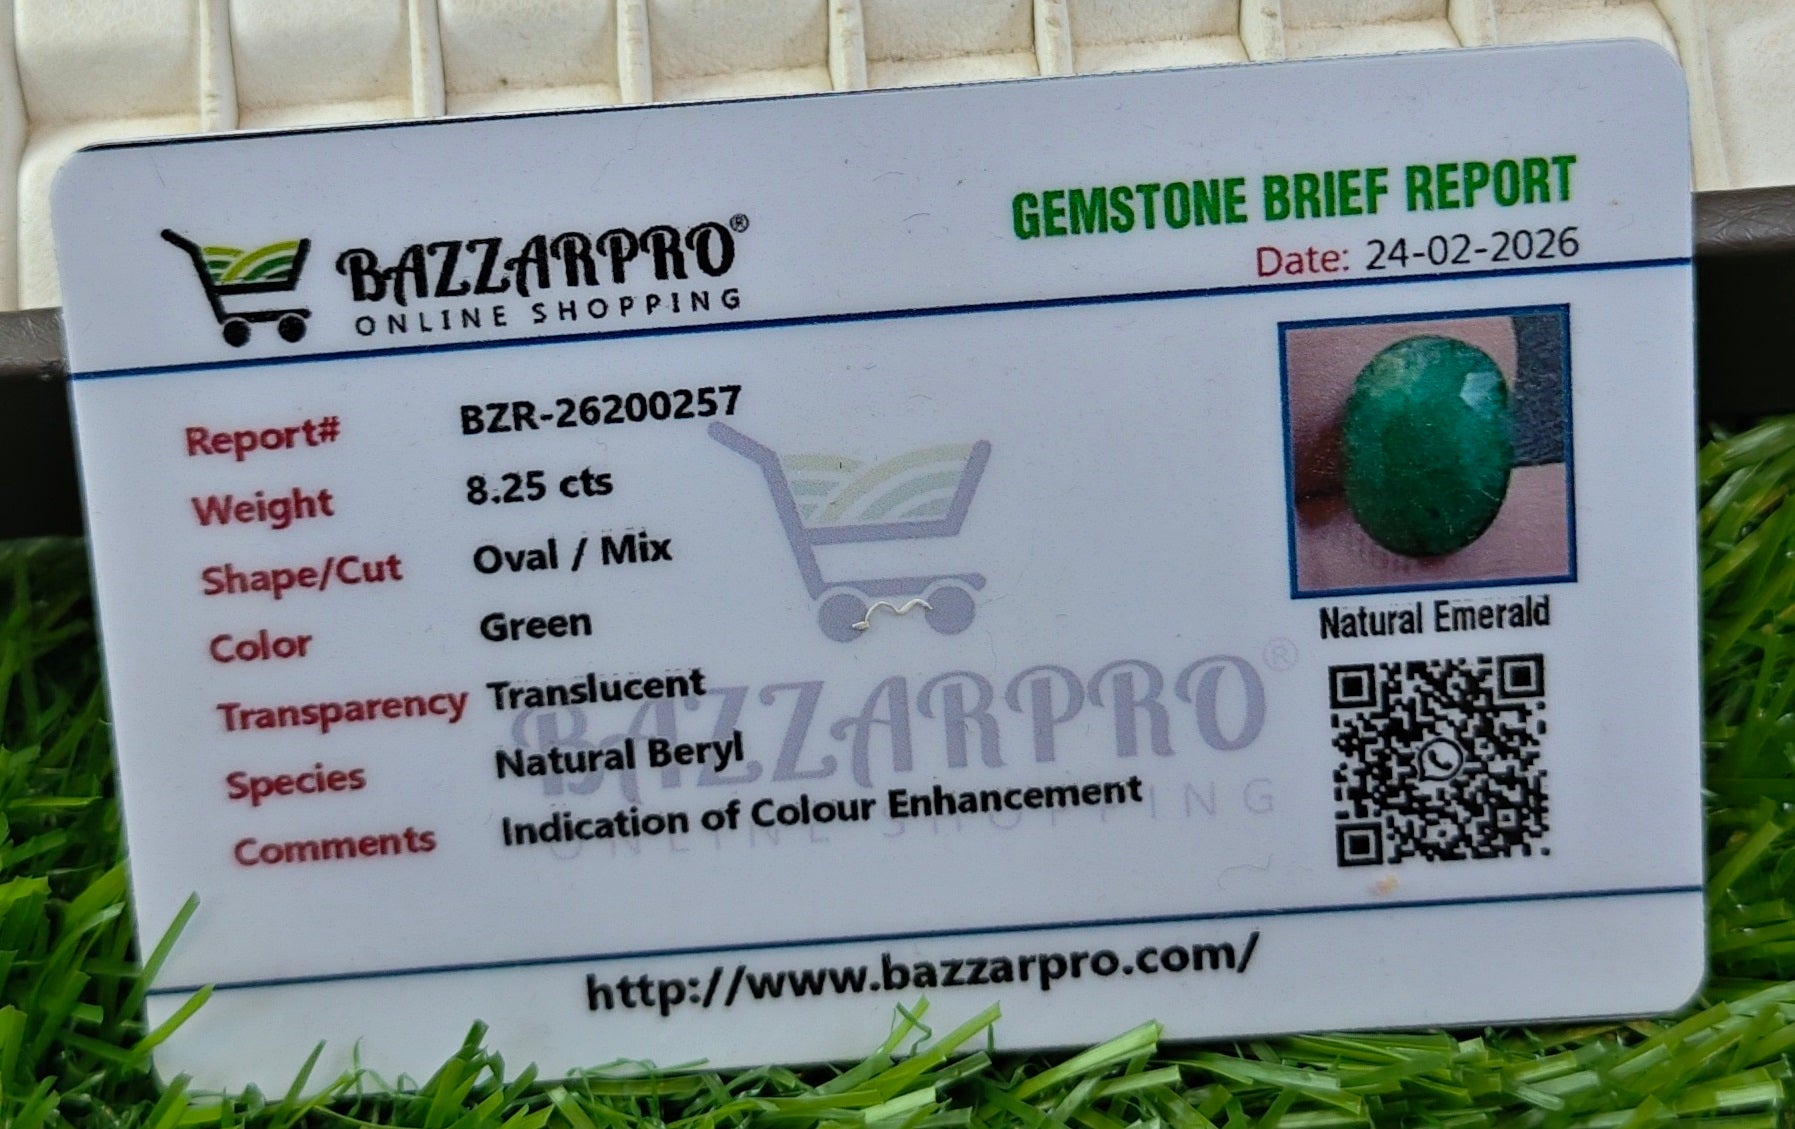 BAZZARPRO®
ONLINE SHOPPING
GEMSTONE BRIEF REPORT
Date: 24-02-2026
Report# BZR-26200257
Weight 8.25 cts
Shape/Cut Oval / Mix
Color Green
Transparency Translucent
Species Natural Beryl
Comments Indication of Colour Enhancement
Natural Emerald
BAZZARPRO®
ONLINE SHOPPING
http://www.bazzarpro.com/